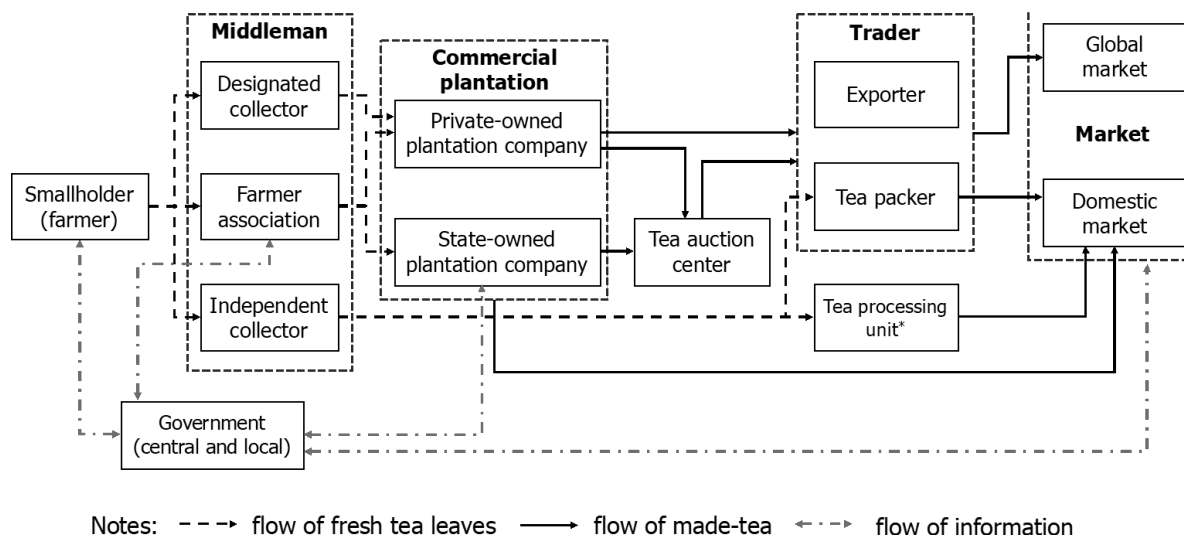 Middleman
Designated
collector
Farmer
association
Independent
collector
Smallholder
(farmer)
Commercial
plantation
Private-owned
plantation company
State-owned
plantation company
Tea auction
center
Trader
Exporter
Tea packer
Tea processing
unit*
Global
market
Market
Domestic
market
Government
(central and local)
Notes: flow of fresh tea leaves flow of made-tea flow of information